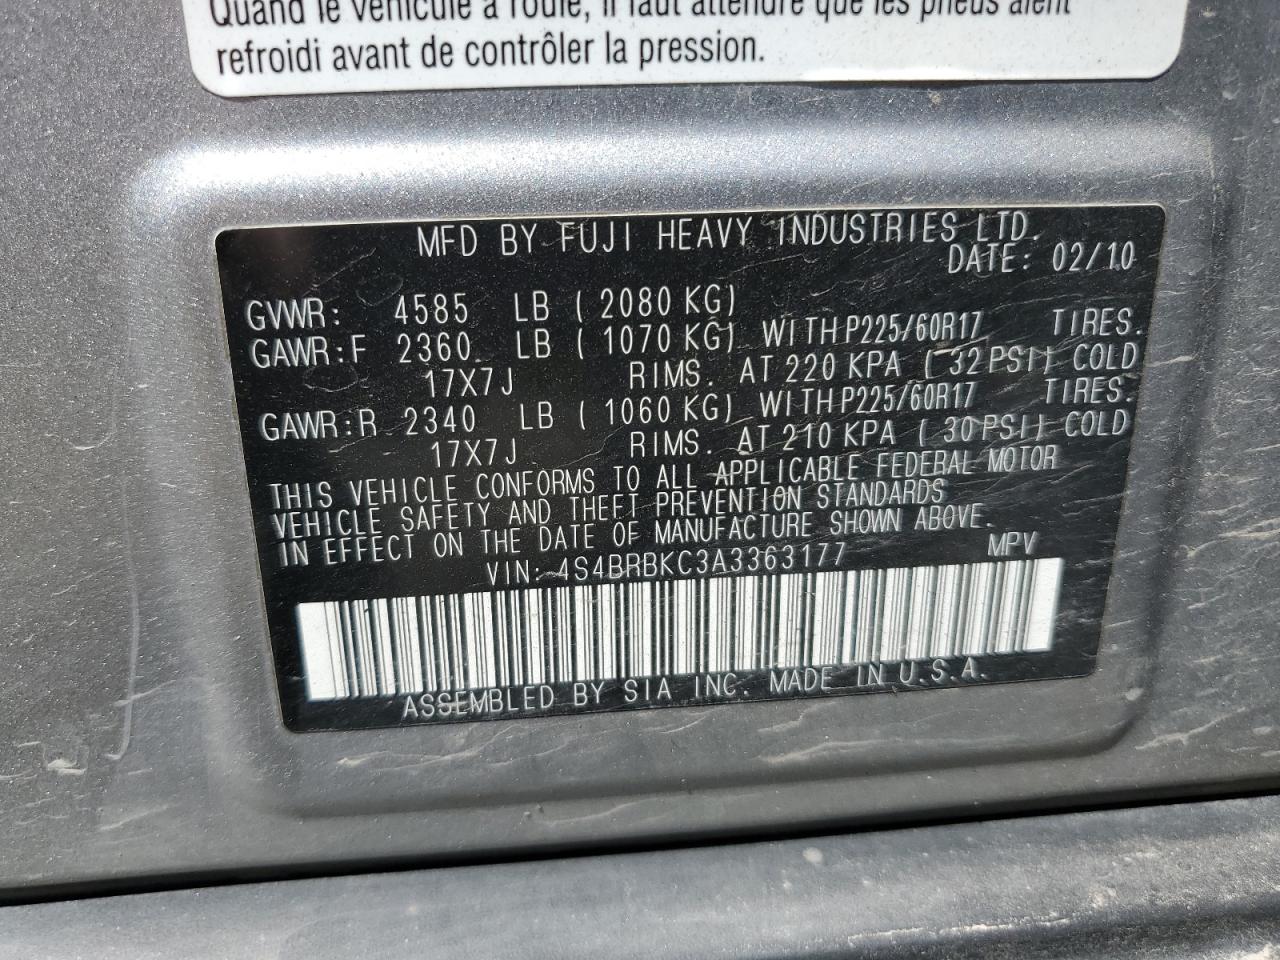 Quand le véhicule a roulé, il faut attendre que les pneus aient
refroidi avant de contrôler la pression.
MFD BY FUJI HEAVY INDUSTRIES LTD.
DATE: 02/10
GVWR: 4585 LB ( 2080 KG)
GAWR:F 2360 LB ( 1070 KG) WITH P225/60R17 TIRES.
17X7J RIMS. AT 220 KPA ( 32 PSI) COLD
GAWR:R 2340 LB ( 1060 KG) WITH P225/60R17 TIRES.
17X7J RIMS. AT 210 KPA ( 30 PSI) COLD
THIS VEHICLE CONFORMS TO ALL APPLICABLE FEDERAL MOTOR
VEHICLE SAFETY AND THEFT PREVENTION STANDARDS
IN EFFECT ON THE DATE OF MANUFACTURE SHOWN ABOVE.
VIN: 4S4BRBKC3A3363177 MPV
ASSEMBLED BY SIA INC. MADE IN U.S.A.